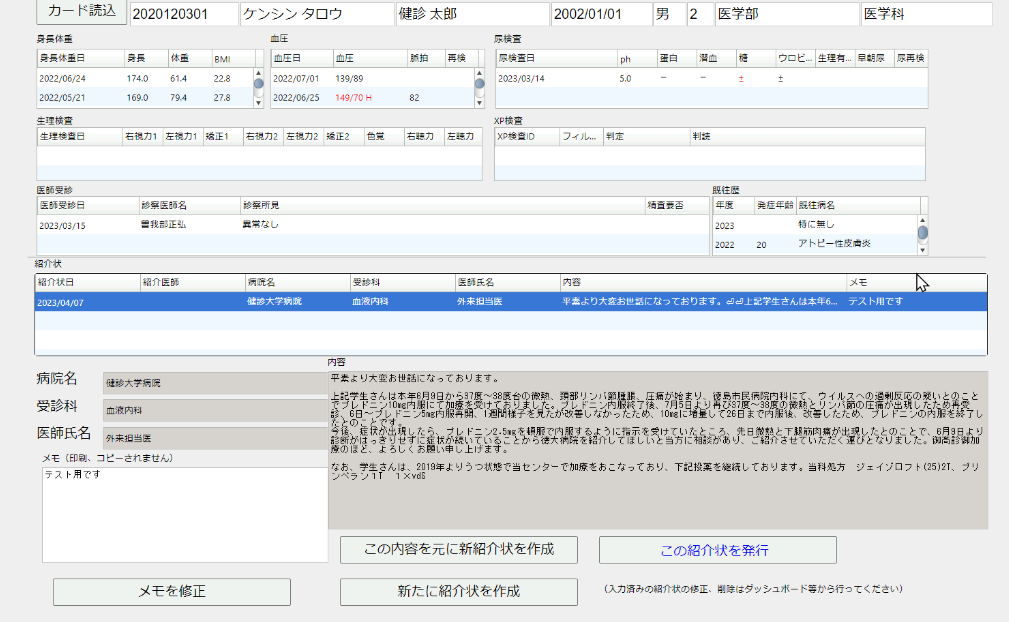 カード読込 2020120301 ケンシン タロウ 健診 太郎 2002/01/01 男 2 医学部 医学科
身長体重 血圧 尿検査
身長体重日 身長 体重 BMI 血圧日 血圧 脈拍 再検 尿検査日 ph 蛋白 潜血 糖 ウロビ... 生理有... 早朝尿 尿再検
2022/06/24 174.0 61.4 22.8 2022/07/01 139/89 2023/03/14 5.0 － － ± ±
2022/05/21 169.0 79.4 27.8 2022/06/25 149/70 H 82
生理検査 XP検査
生理検査日 右視力1 左視力1 矯正1 右視力2 左視力2 矯正2 色覚 右聴力 左聴力 XP検査ID フィル... 判定 判読
医師受診 既往歴
医師受診日 診察医師名 診察所見 精査要否 年度 発症年齢 既往病名
2023/03/15 曽我部正弘 異常なし 2023 特に無し
2022 20 アトピー性皮膚炎
紹介状
紹介状日 紹介医師 病院名 受診科 医師氏名 内容 メモ
2023/04/07 健診大学病院 血液内科 外来担当医 平素より大変お世話になっております。⏎⏎上記学生さんは本年6... テスト用です
内容
病院名 健診大学病院
受診科 血液内科
医師氏名 外来担当医
メモ（印刷、コピーされません）
テスト用です
平素より大変お世話になっております。
上記学生さんは本年6月9日から37度～38度台の微熱、頚部リンパ節腫脹、圧痛が始まり、徳島市民病院内科にて、ウイルスへの過剰反応の疑いとのこと
でプレドニン10mg内服にて加療を受けておりました。プレドニン内服終了後、7月5日より再び37度～38度の微熱とリンパ節の圧痛が出現したため再受
診、6日～プレドニン5mg内服再開、1週間様子を見たが改善しなかったため、10mgに増量して26日まで内服後、改善したため、プレドニンの内服を終了し
たとのことです。
今後、症状が出現したら、プレドニン2.5mgを頓服で内服するように指示を受けていたところ、先日微熱と下腿筋肉痛が出現したとのことで、6月9日より
診断がはっきりせずに症状が続いていることから徳大病院を紹介してほしいと当方に相談があり、ご紹介させていただく運びとなりました。御高診御加
療のほど、よろしくお願い申し上げます。
なお、学生さんは、2019年よりうつ状態で当センターで加療をおこなっており、下記投薬を継続しております。当科処方　ジェイゾロフト(25)2T、プリ
ンペラン１T　１×vdS
この内容を元に新紹介状を作成 この紹介状を発行
メモを修正 新たに紹介状を作成 （入力済みの紹介状の修正、削除はダッシュボード等から行ってください）